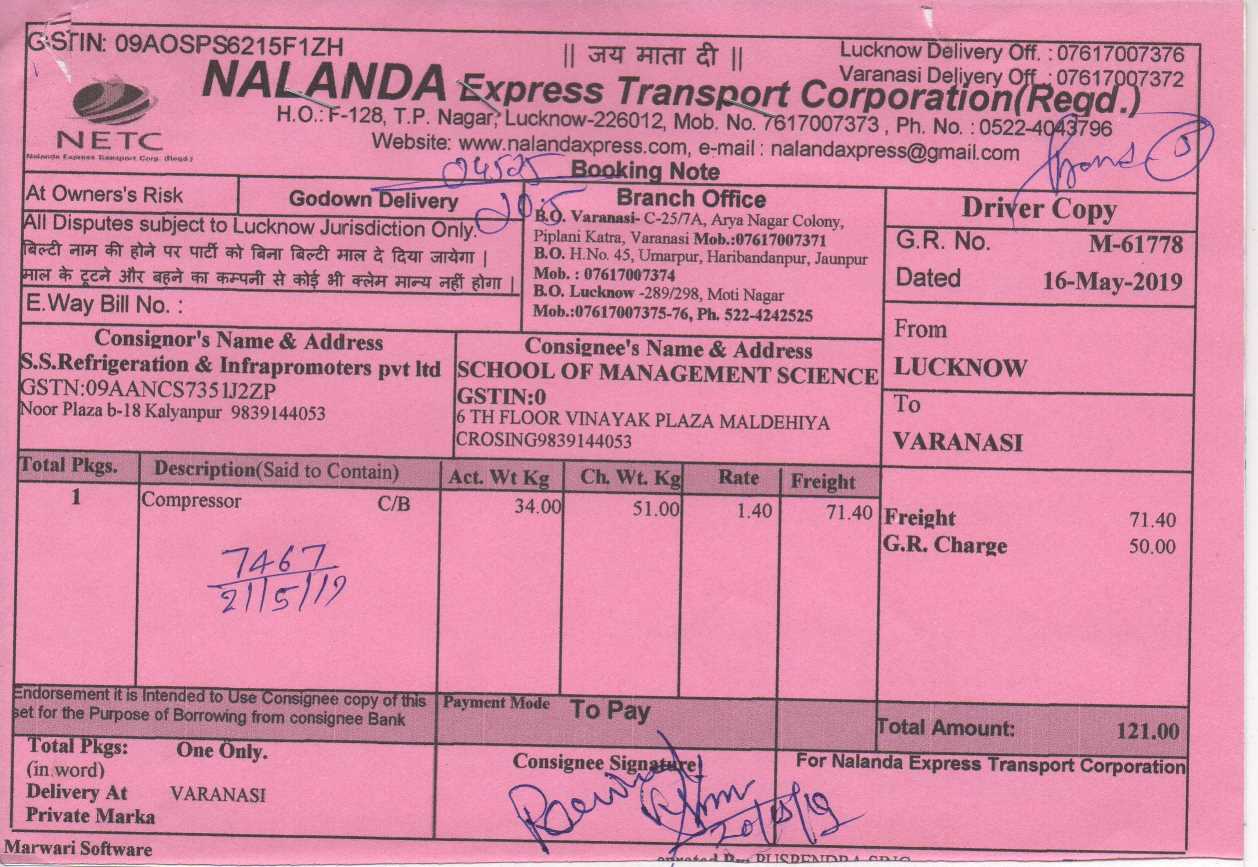 GSTIN: 09AOSPS6215F1ZH
|| जय माता दी ||
Lucknow Delivery Off. : 07617007376
Varanasi Delivery Off. : 07617007372
NALANDA Express Transport Corporation(Regd.)
H.O.: F-128, T.P. Nagar, Lucknow-226012, Mob. No. 7617007373 , Ph. No. : 0522-4043796
Website: www.nalandaxpress.com, e-mail : nalandaxpress@gmail.com
NETC
Nalanda Express Transport Corp. (Regd.)
04525
Booking Note
At Owners's Risk
Godown Delivery
20-5
All Disputes subject to Lucknow Jurisdiction Only.
बिल्टी नाम की होने पर पार्टी को बिना बिल्टी माल दे दिया जायेगा |
माल के टूटने और बहने का कम्पनी से कोई भी क्लेम मान्य नहीं होगा |
E.Way Bill No. :
Branch Office
B.O. Varanasi- C-25/7A, Arya Nagar Colony,
Piplani Katra, Varanasi Mob.:07617007371
B.O. H.No. 45, Umarpur, Haribandanpur, Jaunpur
Mob. : 07617007374
B.O. Lucknow -289/298, Moti Nagar
Mob.:07617007375-76, Ph. 522-4242525
Driver Copy
G.R. No. M-61778
Dated 16-May-2019
From
LUCKNOW
To
VARANASI
Consignor's Name & Address
S.S.Refrigeration & Infrapromoters pvt ltd
GSTN:09AANCS7351J2ZP
Noor Plaza b-18 Kalyanpur 9839144053
Consignee's Name & Address
SCHOOL OF MANAGEMENT SCIENCE
GSTIN:0
6 TH FLOOR VINAYAK PLAZA MALDEHIYA
CROSING9839144053
Total Pkgs. Description(Said to Contain) Act. Wt Kg Ch. Wt. Kg Rate Freight
1 Compressor C/B 34.00 51.00 1.40 71.40
7467
21/5/19
Freight 71.40
G.R. Charge 50.00
Endorsement it is Intended to Use Consignee copy of this
set for the Purpose of Borrowing from consignee Bank
Payment Mode To Pay
Total Amount: 121.00
Total Pkgs: One Only.
(in word)
Delivery At VARANASI
Private Marka
Consignee Signature
20/05/19
For Nalanda Express Transport Corporation
Marwari Software